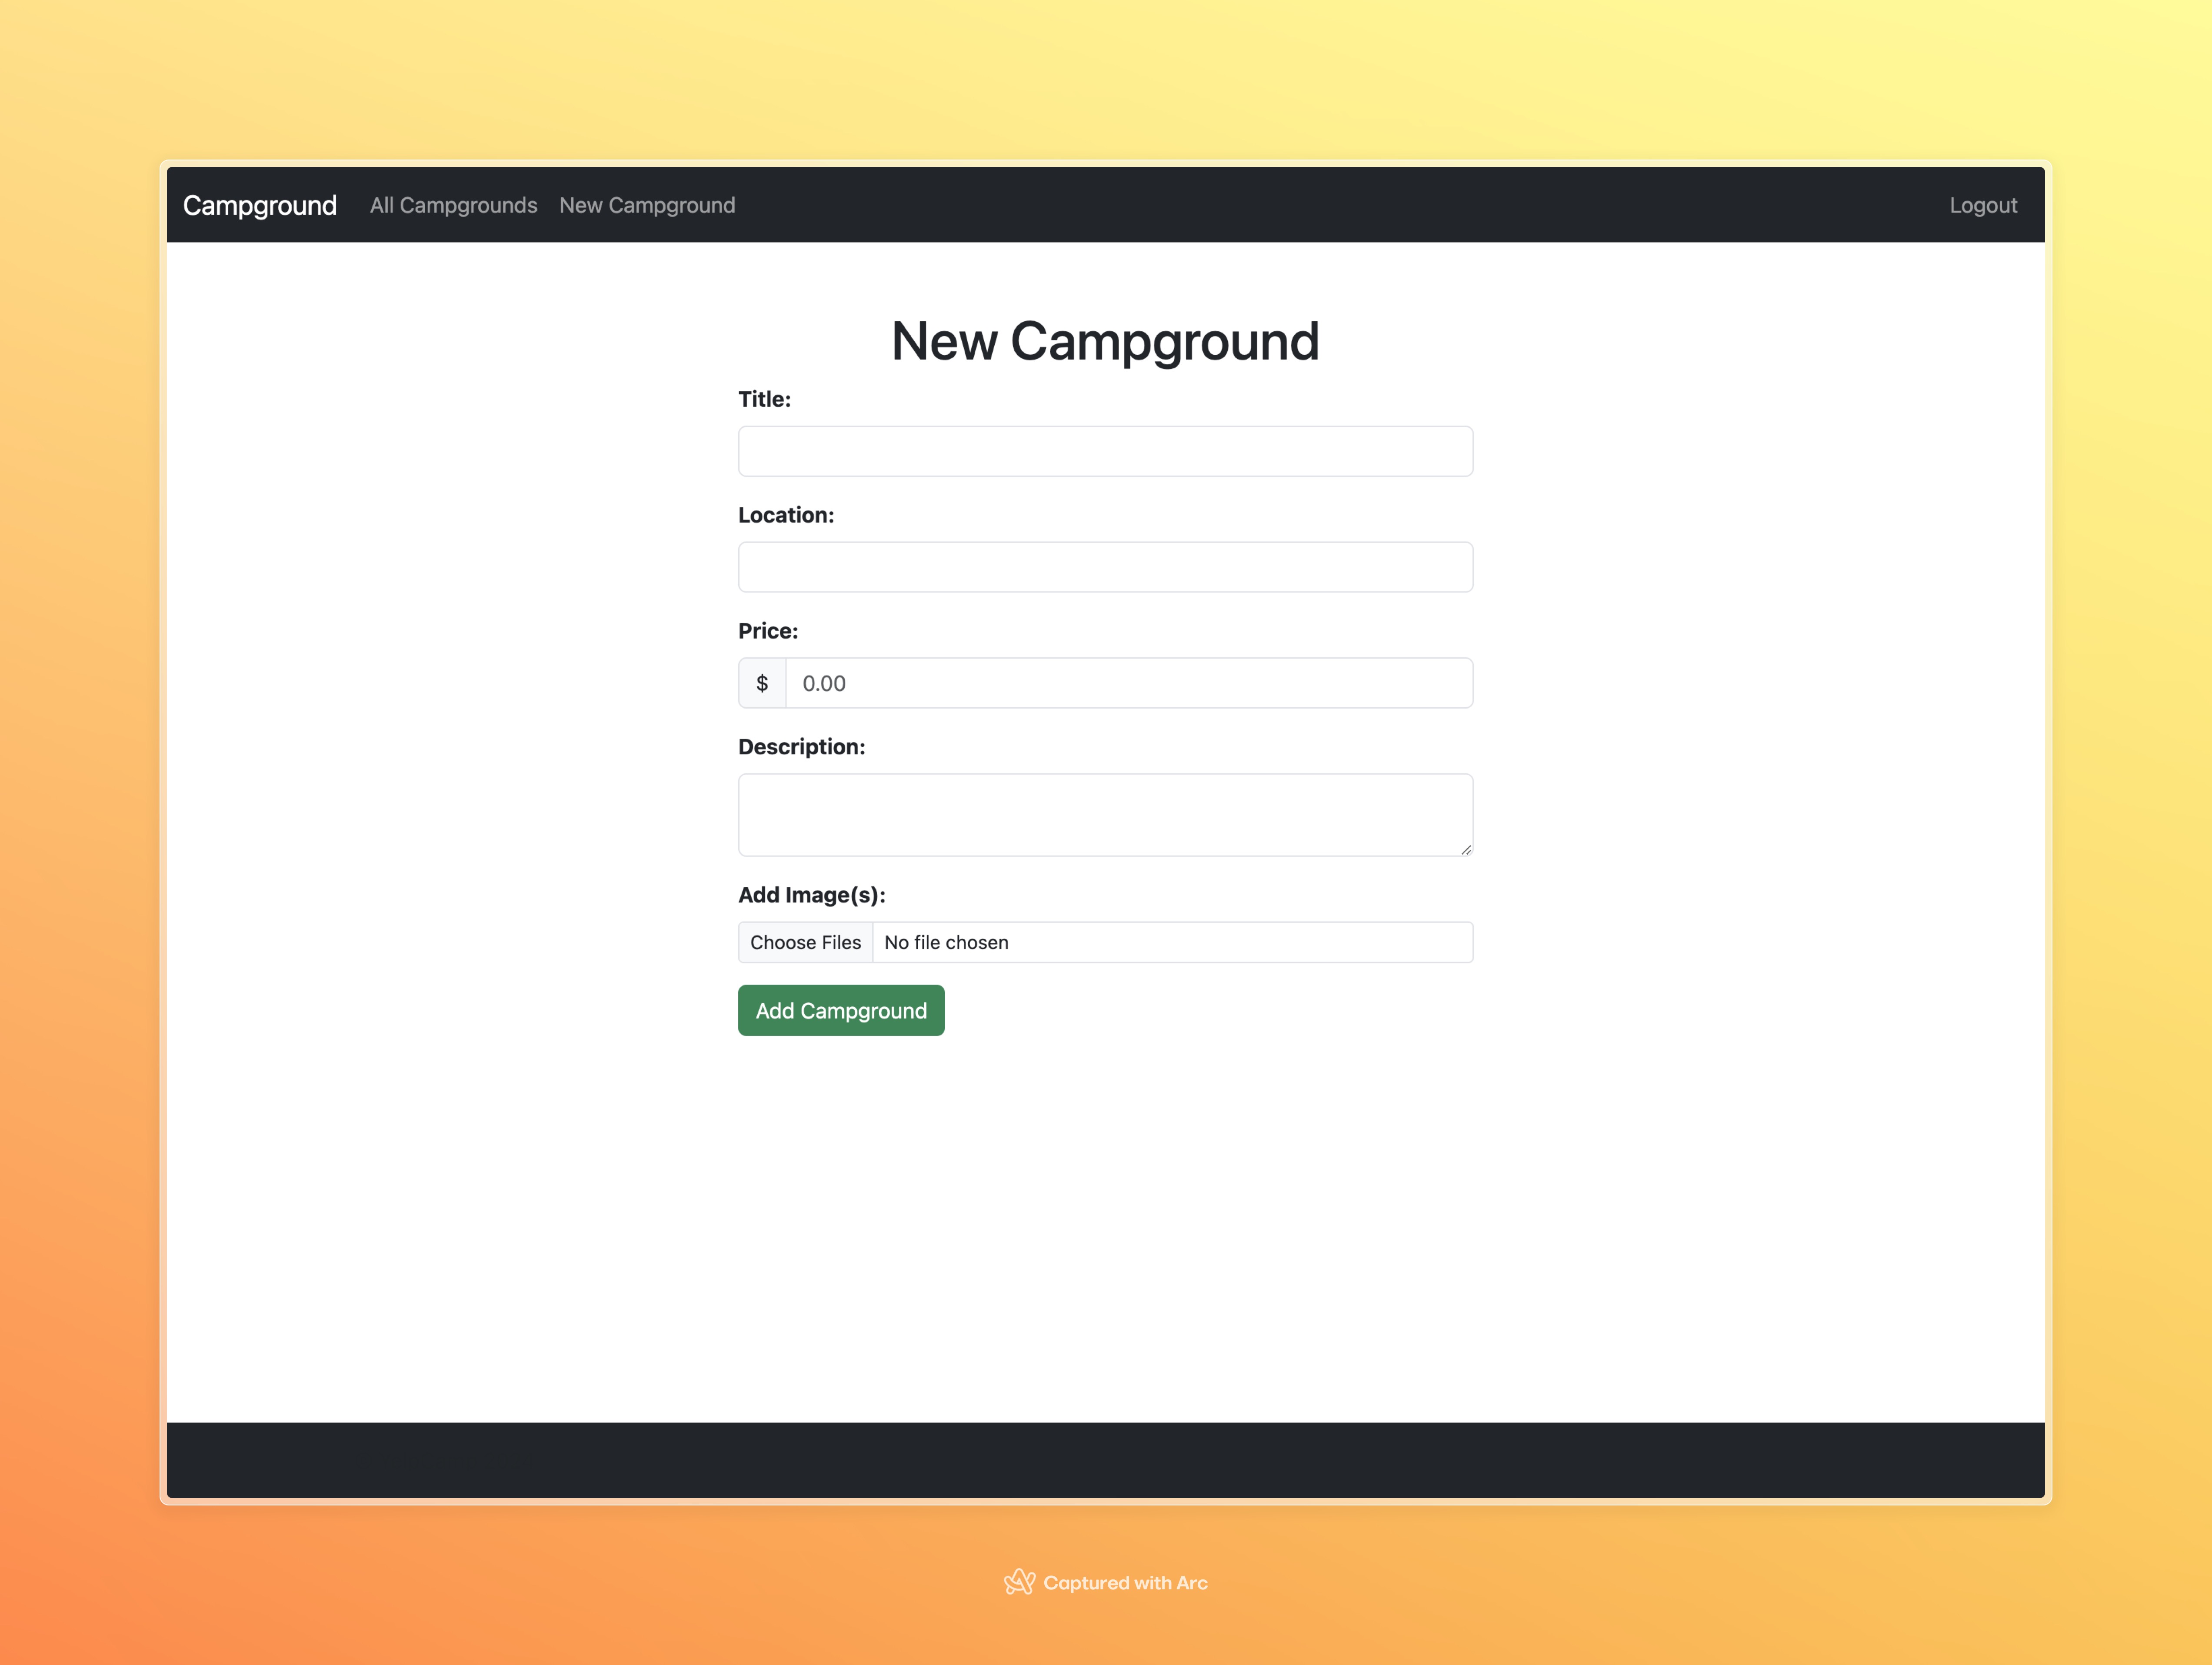 Campground All Campgrounds New Campground Logout
New Campground
Title:
Location:
Price:
$ 0.00
Description:
Add Image(s):
Choose Files No file chosen
Add Campground
Captured with Arc